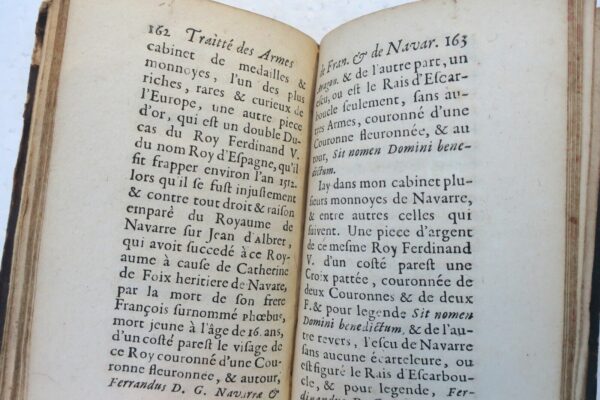 162 Traitté des Armes
cabinet de medailles &
monnoyes, l'un des plus
riches, rares & curieux de
l'Europe, une autre piece
d'or, qui est un double Du-
cas du Roy Ferdinand V.
du nom Roy d'Espagne, qu'il
fit frapper environ l'an 1512.
lors qu'il se fust injustement
& contre tout droit & raison
emparé du Royaume de
Navarre sur Jean d'Albret,
qui avoit succedé à ce Roy-
aume à cause de Catherine
de Foix heritiere de Navare,
par la mort de son frere
François surnommé phœbus,
mort jeune à l'âge de 16. ans,
d'un costé parest le visage de
ce Roy couronné d'une Cou-
ronne fleuronnée, & autour,
Ferrandus D. G. Navarræ &
de Fran. & de Navar. 163
Aragon. & de l'autre part, un
escu, ou est le Rais d'Escar-
boucle seulement, sans au-
tres Armes, couronné d'une
Couronne fleuronnée, & au
tour, Sit nomen Domini bene-
dictum.
Iay dans mon cabinet plu-
sieurs monnoyes de Navarre,
& entre autres celles qui
suivent. Une piece d'argent
de ce mesme Roy Ferdinand
V. d'un costé parest une
Croix pattée, couronnée de
deux Couronnes & de deux
F. & pour legende Sit nomen
Domini benedictum, & de l'au-
tre revers, l'escu de Navarre
sans aucune écarteleure, ou
est figuré le Rais d'Escarbou-
cle, & pour legende, Fer-
dinandus D. G. R. Navar